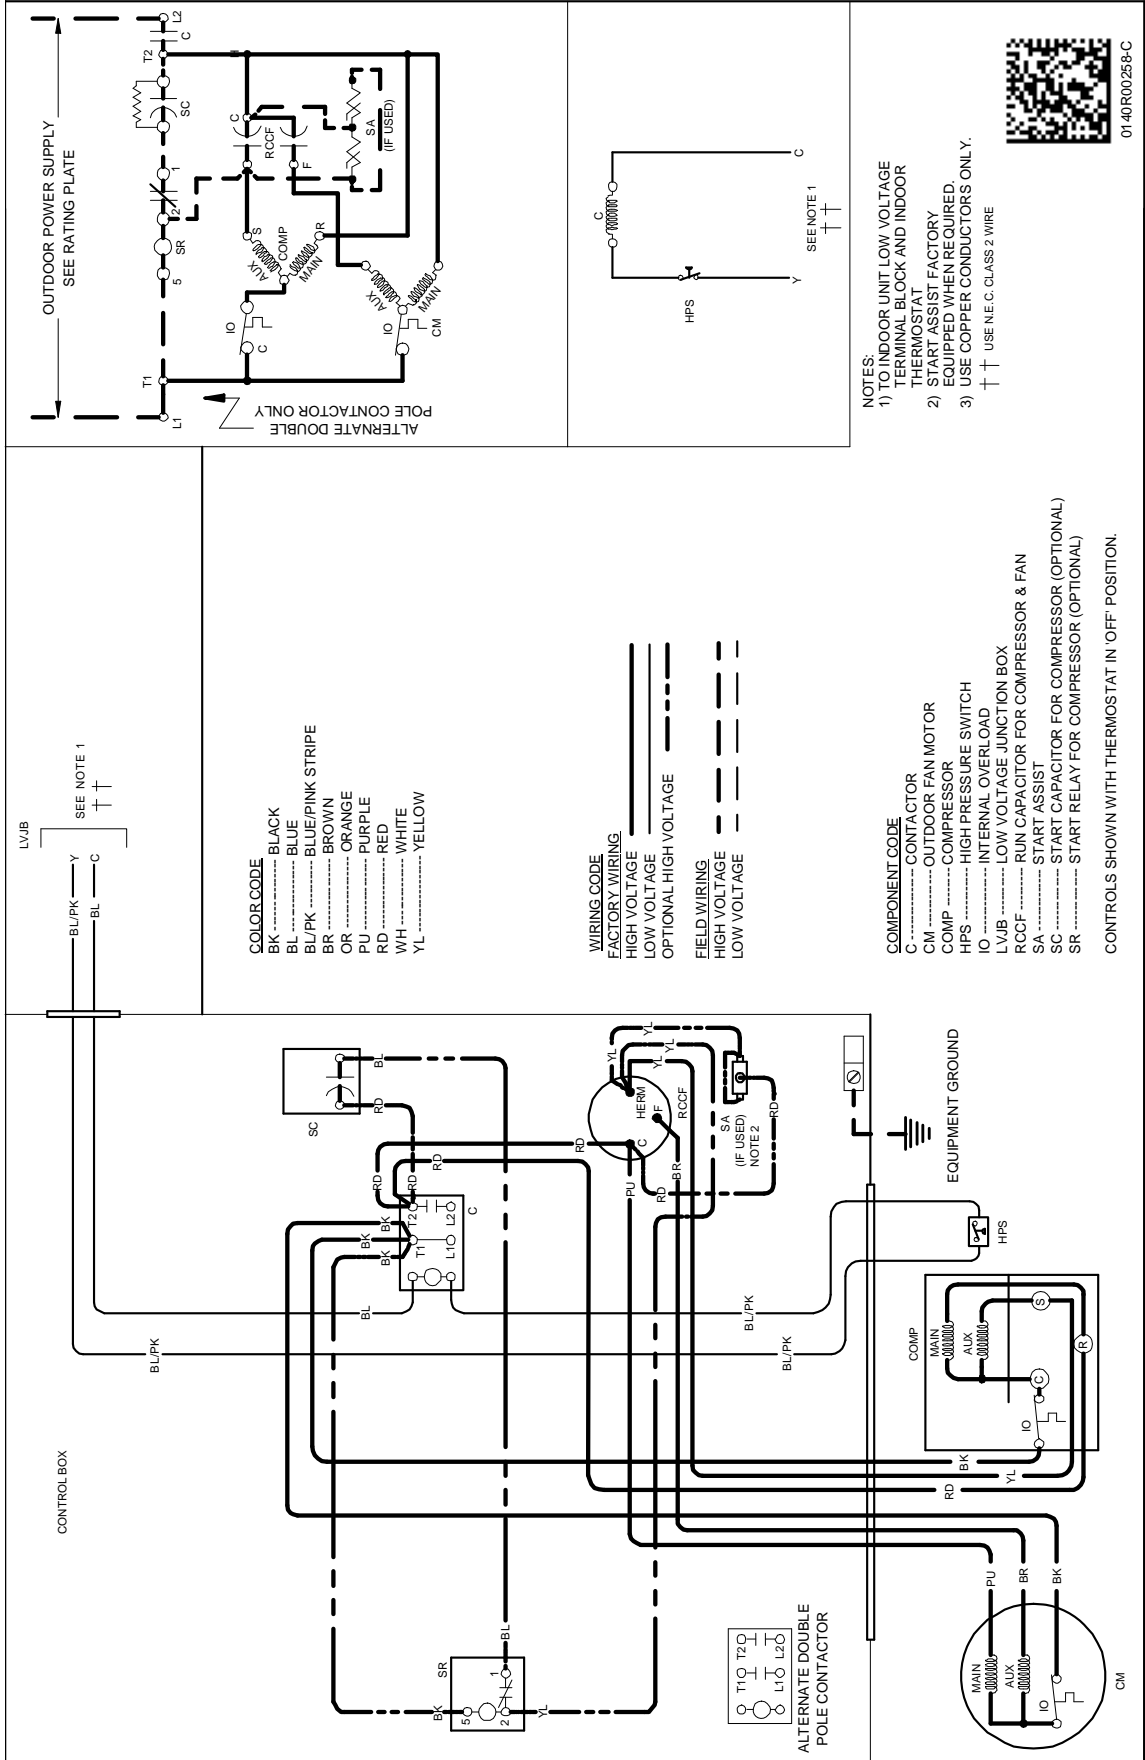 CONTROL BOX
LVJB
BL/PK
Y
BL
C
SEE NOTE 1
†† 
OUTDOOR POWER SUPPLY
SEE RATING PLATE
L1
T1
5
SR
2
1
SC
T2
C
L2
ALTERNATE DOUBLE
POLE CONTACTOR ONLY
IO
C
AUX
S
COMP
MAIN
R
RCCF
C
H
F
SA
(IF USED)
IO
CM
AUX
MAIN
C
HPS
Y
C
SEE NOTE 1
††
NOTES:
1) TO INDOOR UNIT LOW VOLTAGE
TERMINAL BLOCK AND INDOOR
THERMOSTAT
2) START ASSIST FACTORY
EQUIPPED WHEN REQUIRED.
3) USE COPPER CONDUCTORS ONLY.
†† USE N.E.C. CLASS 2 WIRE
0140R00258-C
COLOR CODE
BK ---------- BLACK
BL ---------- BLUE
BL/PK ---------- BLUE/PINK STRIPE
BR ---------- BROWN
OR ---------- ORANGE
PU ---------- PURPLE
RD ---------- RED
WH ---------- WHITE
YL ---------- YELLOW
WIRING CODE
FACTORY WIRING
HIGH VOLTAGE
LOW VOLTAGE
OPTIONAL HIGH VOLTAGE
FIELD WIRING
HIGH VOLTAGE
LOW VOLTAGE
COMPONENT CODE
C ---------- CONTACTOR
CM ---------- OUTDOOR FAN MOTOR
COMP ---------- COMPRESSOR
HPS ---------- HIGH PRESSURE SWITCH
IO ---------- INTERNAL OVERLOAD
LVJB ---------- LOW VOLTAGE JUNCTION BOX
RCCF ---------- RUN CAPACITOR FOR COMPRESSOR & FAN
SA ---------- START ASSIST
SC ---------- START CAPACITOR FOR COMPRESSOR (OPTIONAL)
SR ---------- START RELAY FOR COMPRESSOR (OPTIONAL)
CONTROLS SHOWN WITH THERMOSTAT IN 'OFF' POSITION.
BL/PK
BL
SC
RD
BL
RD
RD
RD
RD
BK
BK
BK
T2
T1
L2
L1
C
SR
BK
5
2
1
BL
YL
HERM
F
C
RCCF
YL
YL
YL
YL
PU
BR
RD
RD
SA
(IF USED)
NOTE 2
BL/PK
BL/PK
ALTERNATE DOUBLE
POLE CONTACTOR
T1
T2
L1
L2
EQUIPMENT GROUND
HPS
COMP
MAIN
AUX
S
C
R
IO
BK
YL
RD
PU
BR
BK
MAIN
AUX
IO
CM